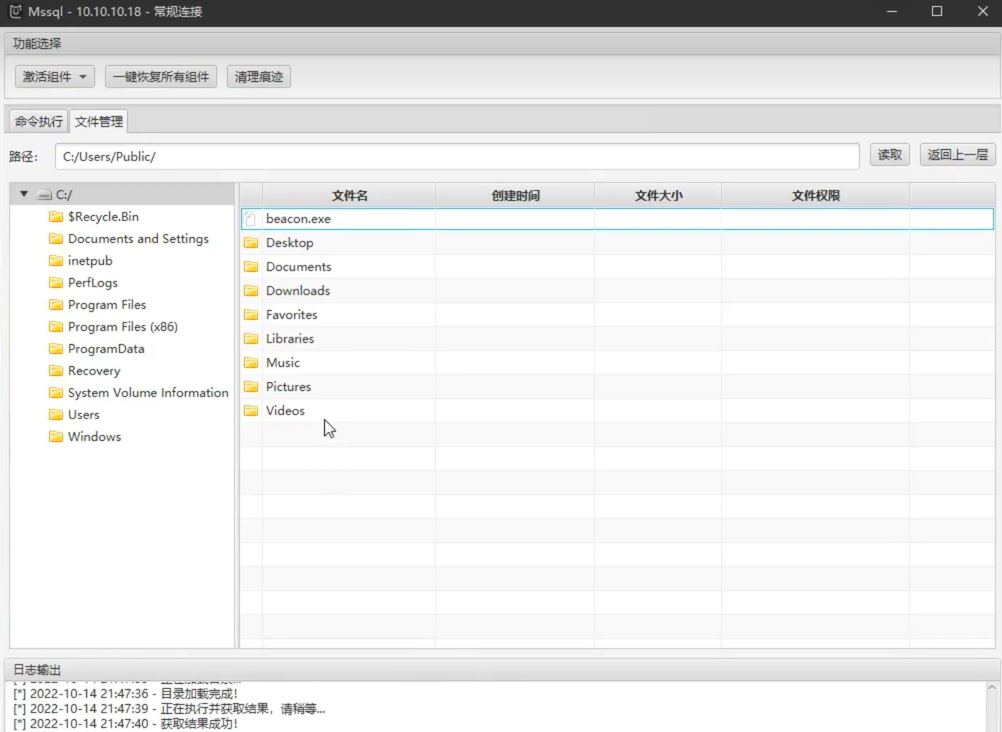 Mssql - 10.10.10.18 - 常规连接
功能选择
激活组件 一键恢复所有组件 清理痕迹
命令执行 文件管理
路径: C:/Users/Public/ 读取 返回上一层
C:/
$Recycle.Bin
Documents and Settings
inetpub
PerfLogs
Program Files
Program Files (x86)
ProgramData
Recovery
System Volume Information
Users
Windows
文件名 创建时间 文件大小 文件权限
beacon.exe
Desktop
Documents
Downloads
Favorites
Libraries
Music
Pictures
Videos
日志输出
[*] 2022-10-14 21:47:36 - 目录加载完成!
[*] 2022-10-14 21:47:39 - 正在执行并获取结果，请稍等...
[*] 2022-10-14 21:47:40 - 获取结果成功!